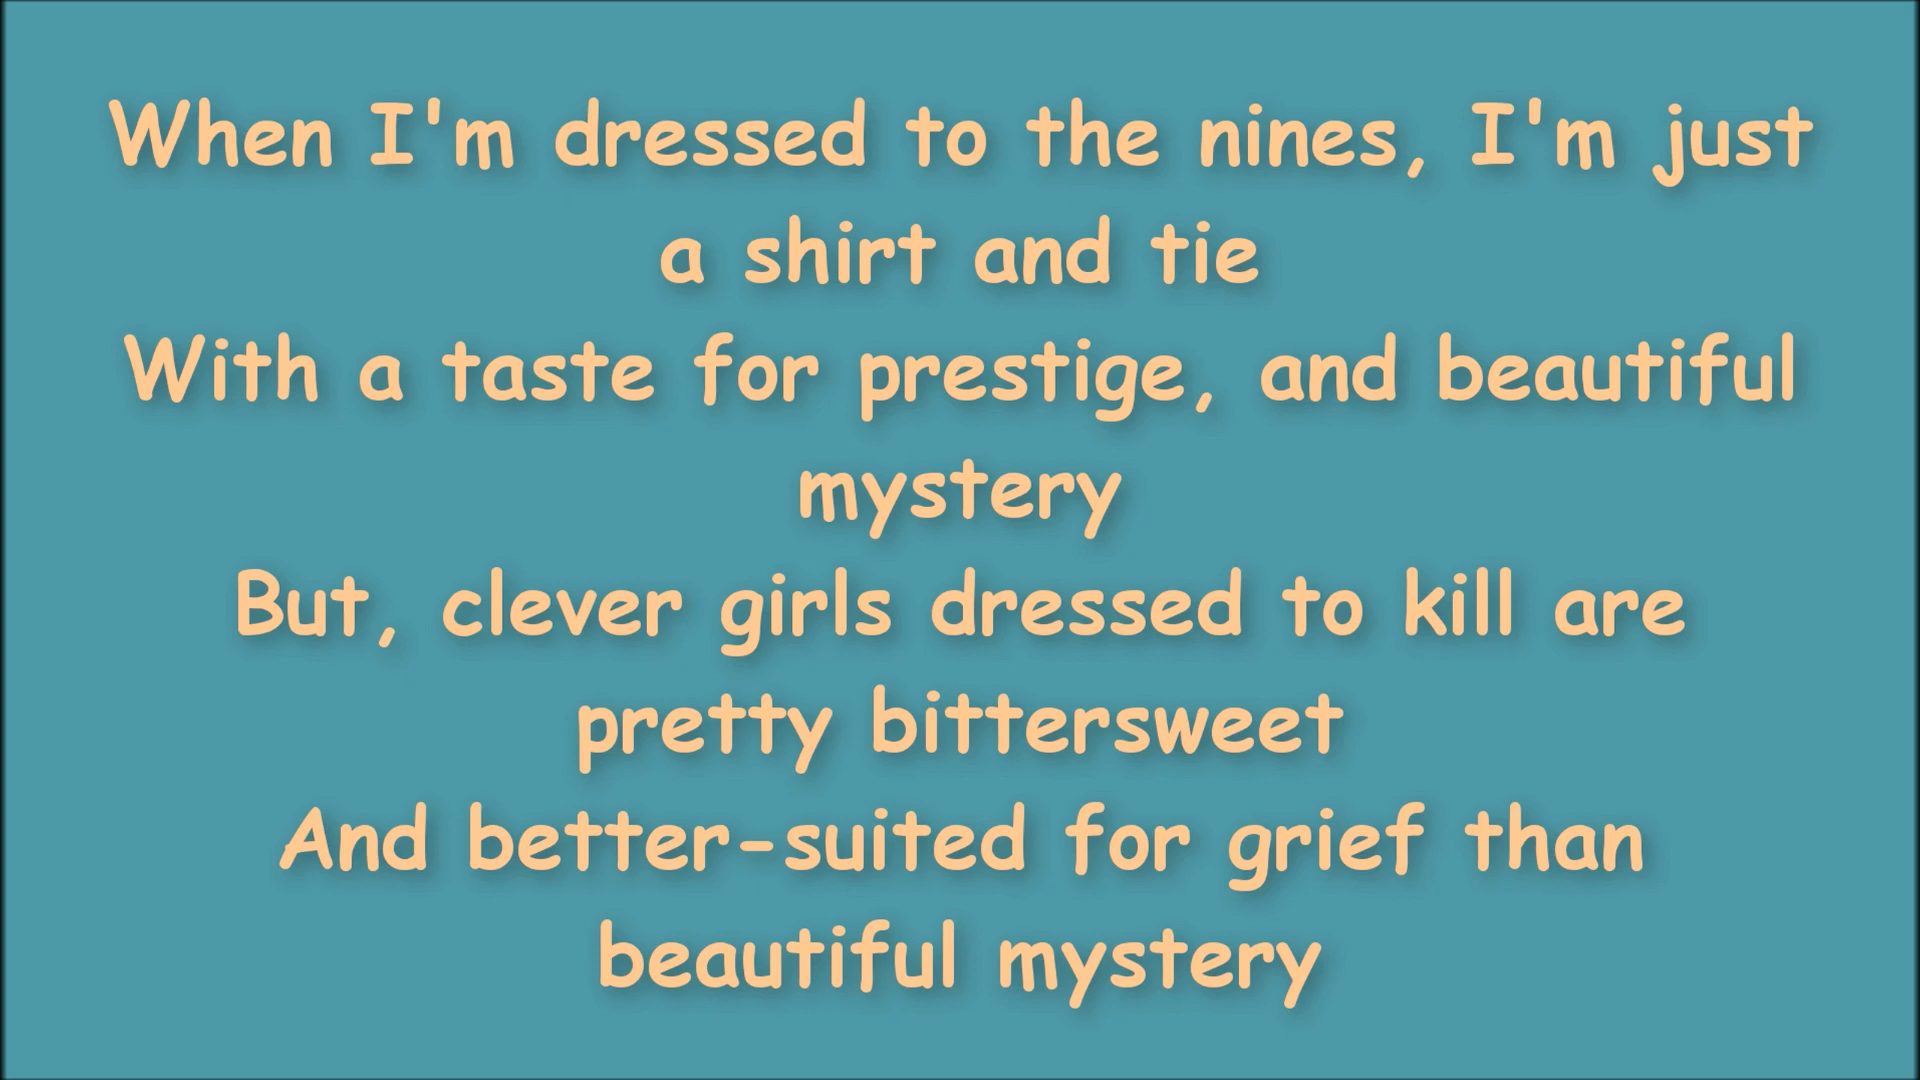 When I'm dressed to the nines, I'm just
a shirt and tie
With a taste for prestige, and beautiful
mystery
But, clever girls dressed to kill are
pretty bittersweet
And better-suited for grief than
beautiful mystery